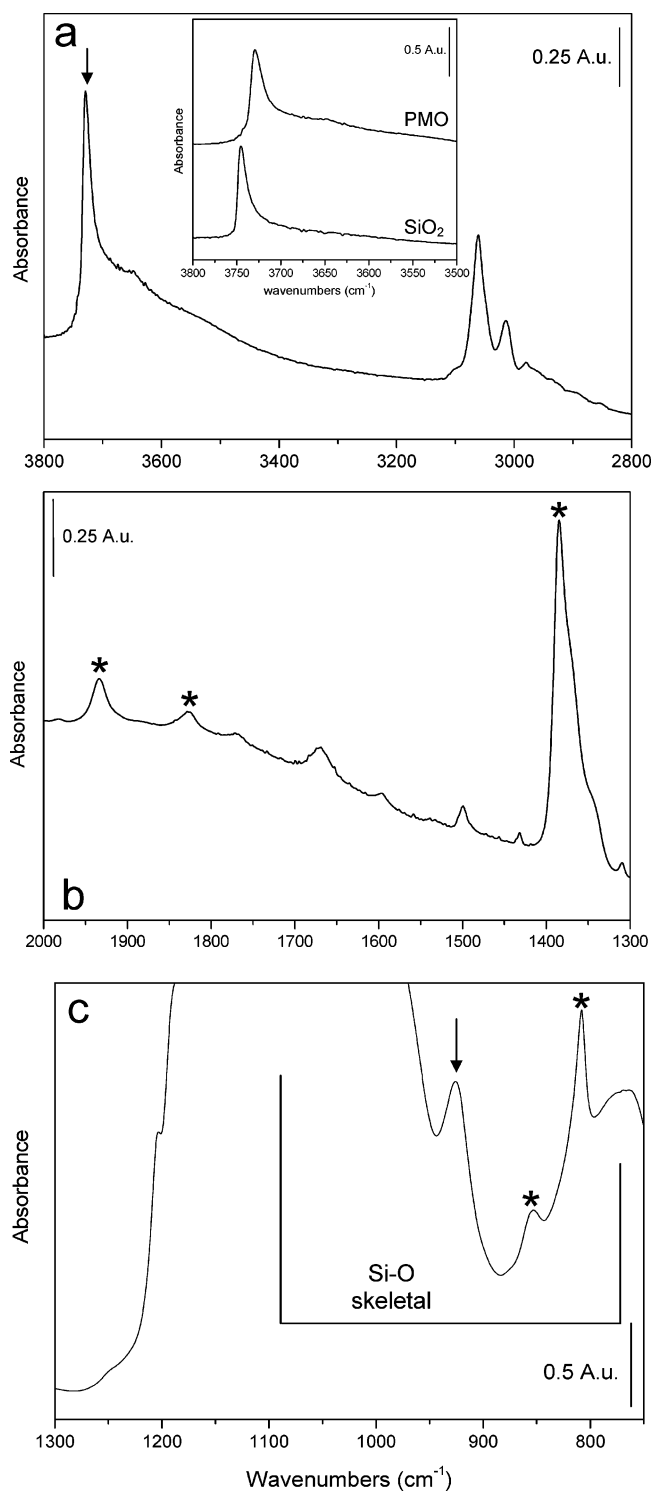 a
0.5 A.u.
0.25 A.u.
PMO
Absorbance
SiO₂
3800 3750 3700 3650 3600 3550 3500
wavenumbers (cm⁻¹)
Absorbance
3800 3600 3400 3200 3000 2800
*
0.25 A.u.
*
*
Absorbance
b
2000 1900 1800 1700 1600 1500 1400 1300
c
*
*
Absorbance
Si-O
skeletal
0.5 A.u.
1300 1200 1100 1000 900 800
Wavenumbers (cm⁻¹)